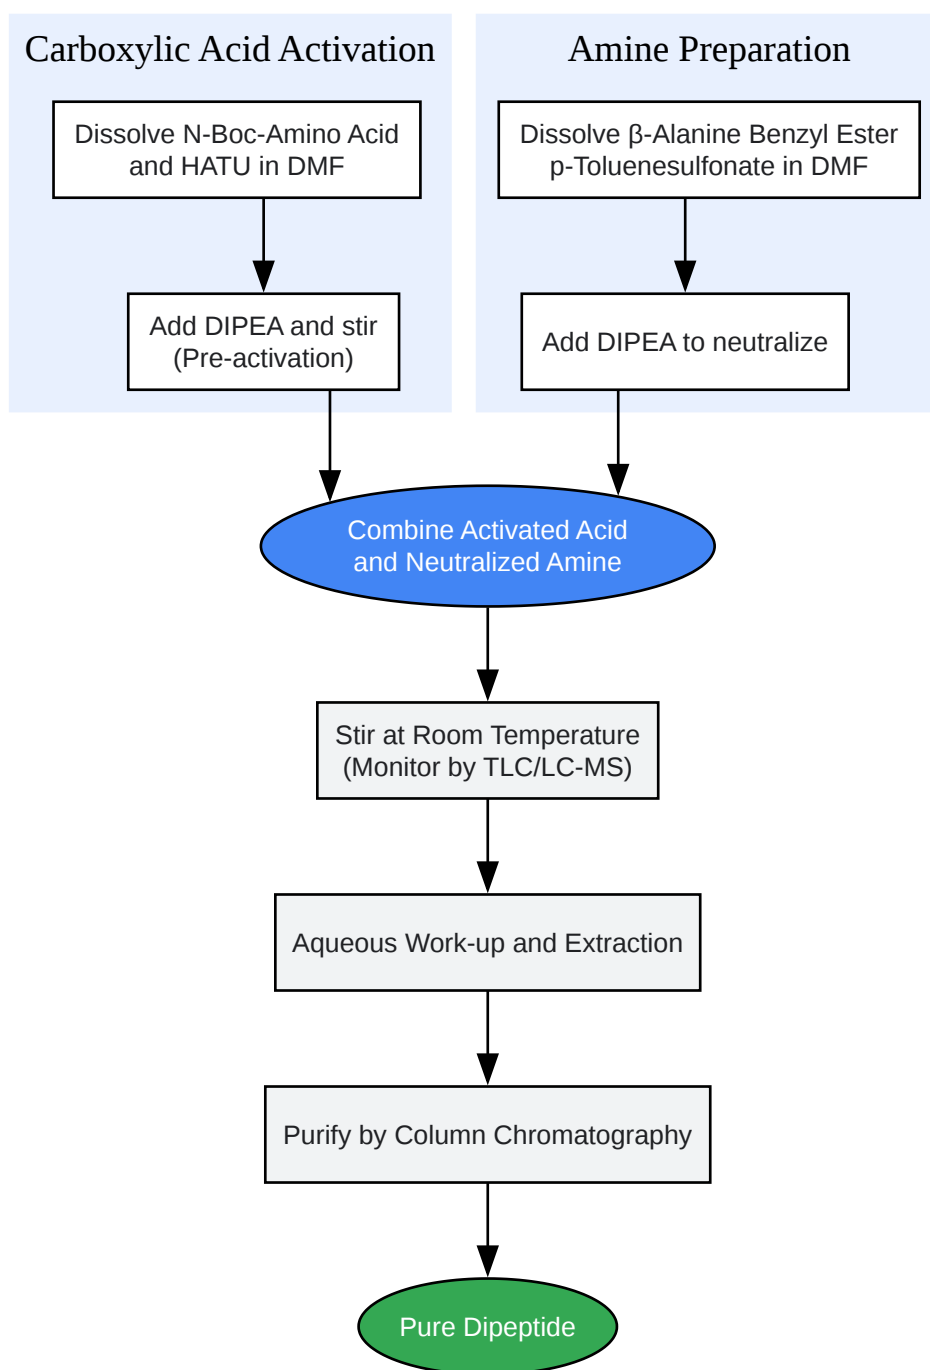 Carboxylic Acid Activation
Dissolve N-Boc-Amino Acid
and HATU in DMF
Add DIPEA and stir
(Pre-activation)
Amine Preparation
Dissolve β-Alanine Benzyl Ester
p-Toluenesulfonate in DMF
Add DIPEA to neutralize
Combine Activated Acid
and Neutralized Amine
Stir at Room Temperature
(Monitor by TLC/LC-MS)
Aqueous Work-up and Extraction
Purify by Column Chromatography
Pure Dipeptide